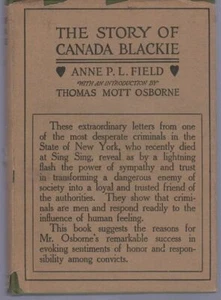 THE STORY OF
CANADA BLACKIE
ANNE P. L. FIELD
WITH AN INTRODUCTION BY
THOMAS MOTT OSBORNE
These extraordinary letters from one
of the most desperate criminals in the
State of New York, who recently died
at Sing Sing, reveal as by a lightning
flash the power of sympathy and trust
in transforming a dangerous enemy of
society into a loyal and trusted friend of
the authorities. They show that crimi-
nals are men and respond readily to the
influence of human feeling.
This book suggests the reasons for
Mr. Osborne's remarkable success in
evoking sentiments of honor and respon-
sibility among convicts.